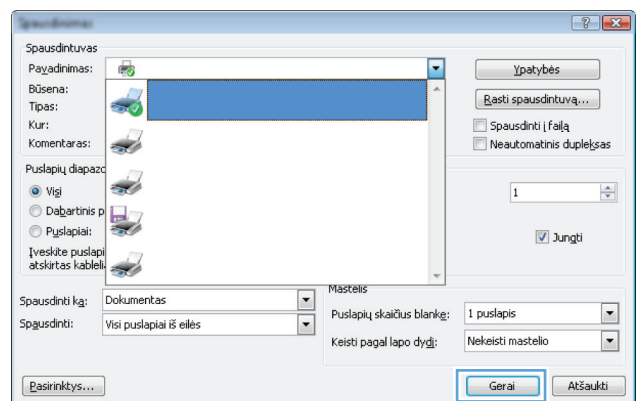 Spausdinimas
Spausdintuvas
Pavadinimas:
Ypatybės
Būsena:
Rasti spausdintuvą...
Tipas:
Kur:
Spausdinti į failą
Komentaras:
Neautomatinis dupleksas
Puslapių diapazo
Visi
1
Dabartinis p
Puslapiai:
Jungti
Įveskite puslapi
atskirtas kableli
Mastelis
Spausdinti ką: Dokumentas
Puslapių skaičius blanke: 1 puslapis
Spausdinti: Visi puslapiai iš eilės
Keisti pagal lapo dydį: Nekeisti mastelio
Pasirinktys...
Gerai
Atšaukti